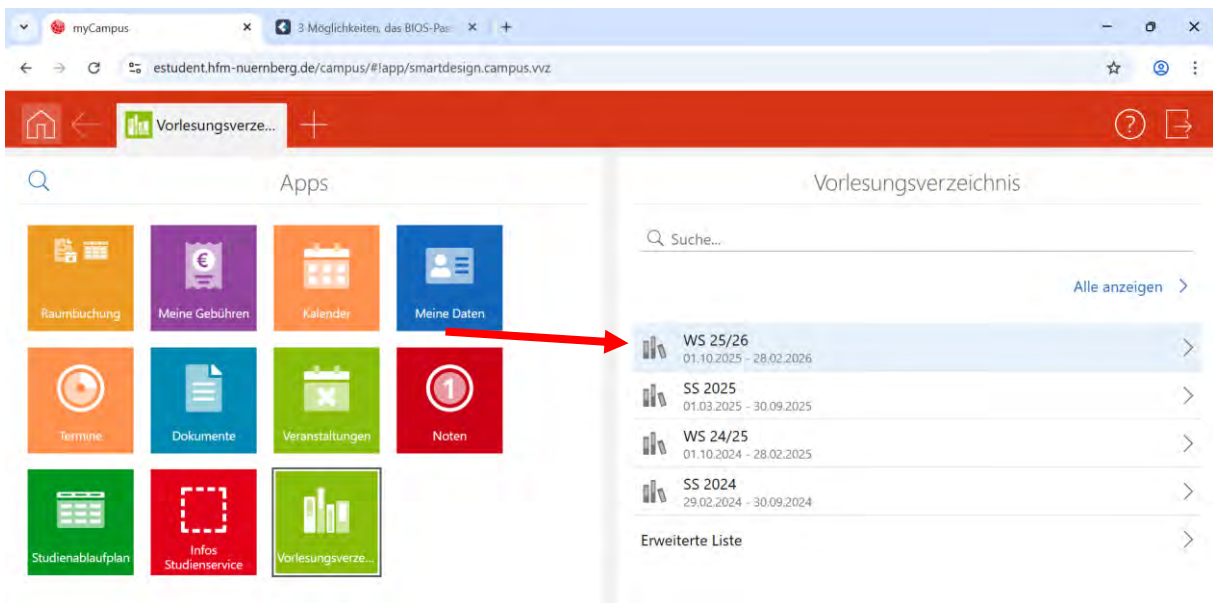 myCampus
3 Möglichkeiten, das BIOS-Pas
estudent.hfm-nuernberg.de/campus/#!app/smartdesign.campus.vvz
Vorlesungsverze...
Apps
Raumbuchung
Meine Gebühren
Kalender
Meine Daten
Termine
Dokumente
Veranstaltungen
1
Noten
Studienablaufplan
Infos
Studienservice
Vorlesungsverze...
Vorlesungsverzeichnis
Suche...
Alle anzeigen
WS 25/26
01.10.2025 - 28.02.2026
SS 2025
01.03.2025 - 30.09.2025
WS 24/25
01.10.2024 - 28.02.2025
SS 2024
29.02.2024 - 30.09.2024
Erweiterte Liste